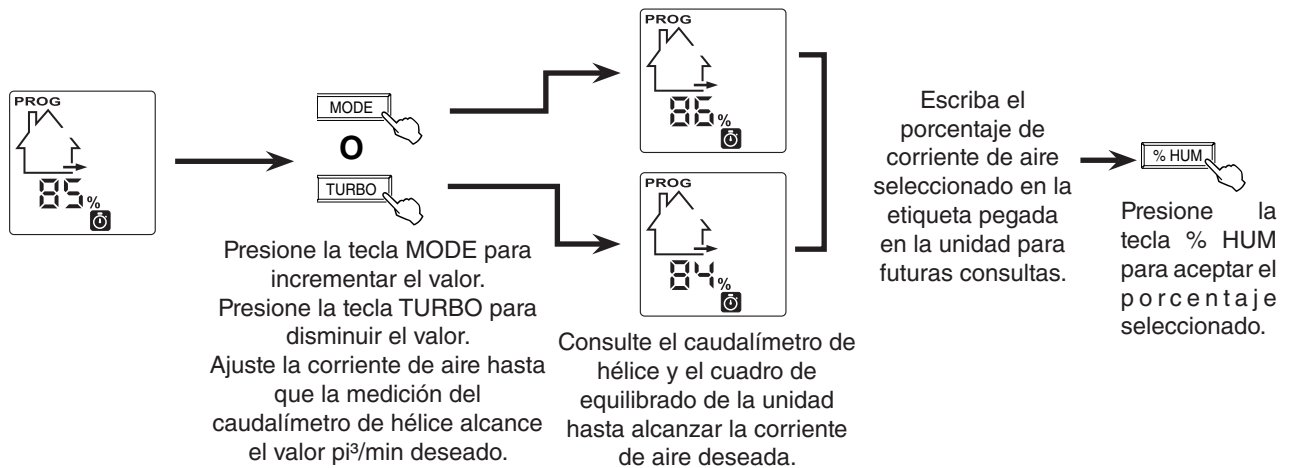 PROG
85%
MODE
O
TURBO
Presione la tecla MODE para
incrementar el valor.
Presione la tecla TURBO para
disminuir el valor.
Ajuste la corriente de aire hasta
que la medición del
caudalímetro de hélice alcance
el valor pi³/min deseado.
PROG
86%
PROG
84%
Consulte el caudalímetro de
hélice y el cuadro de
equilibrado de la unidad
hasta alcanzar la corriente
de aire deseada.
Escriba el
porcentaje de
corriente de aire
seleccionado en la
etiqueta pegada
en la unidad para
futuras consultas.
% HUM
Presione la
tecla % HUM
para aceptar el
porcentaje
seleccionado.